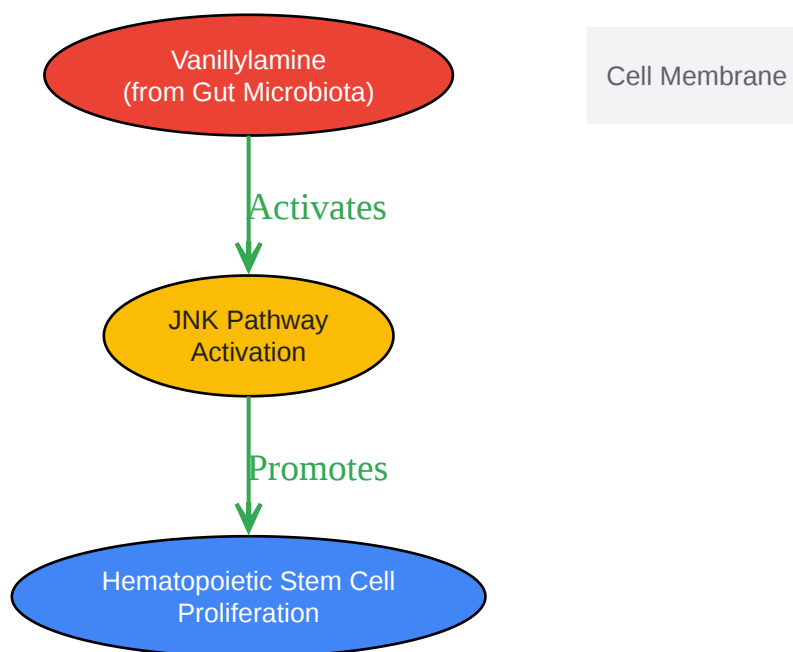 Vanillylamine
(from Gut Microbiota)
Cell Membrane
Activates
JNK Pathway
Activation
Promotes
Hematopoietic Stem Cell
Proliferation